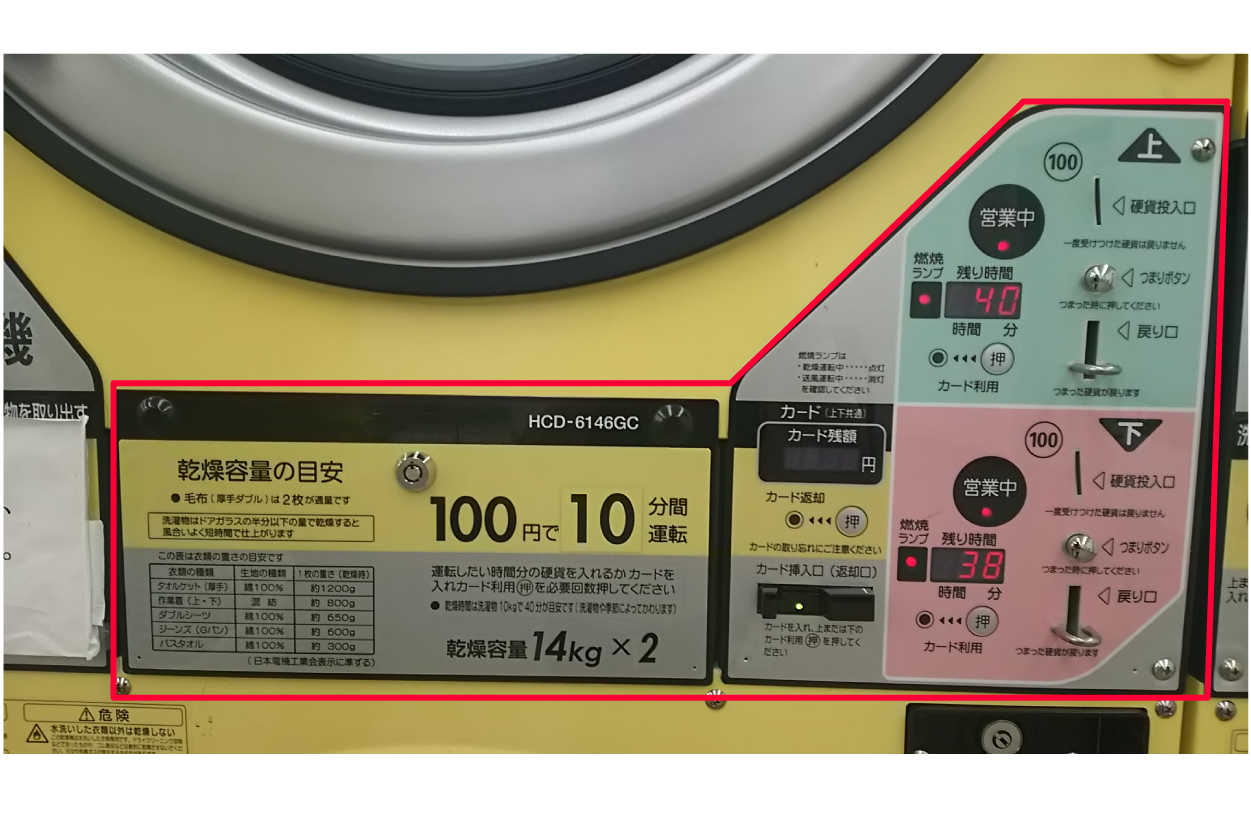 機
物を取り出す
HCD-6146GC
乾燥容量の目安
● 毛布(厚手ダブル)は2枚が適量です
洗濯物はドアガラスの半分以下の量で乾燥すると
風合いよく短時間で仕上がります
この表は衣類の重さの目安です
衣類の種類 生地の種類 1枚の重さ(乾燥時)
タオルケット(厚手) 綿100% 約1200g
作業着(上・下) 混紡 約 800g
ダブルシーツ 綿100% 約 650g
ジーンズ(Gパン) 綿100% 約 600g
バスタオル 綿100% 約 300g
(日本電機工業会表示に準ずる)
100円で10分間
運転
運転したい時間分の硬貨を入れるか カードを
入れカード利用(押)を必要回数押してください
● 乾燥時間は洗濯物10kgで40分が目安です(洗濯物や季節によってかわります)
乾燥容量14kg×2
燃焼ランプは
・乾燥運転中・・・・・点灯
・送風運転中・・・・・消灯
を確認してください
カード(上下共通)
カード残額
円
カード返却
押
カードの取り忘れにご注意ください
カード挿入口(返却口)
カードを入れ、上または下の
カード利用(押)を押してく
ださい
上
100
営業中
硬貨投入口
一度受けつけた硬貨は戻りません
燃焼
ランプ
残り時間
40
時間 分
つまりボタン
つまった時に押してください
戻り口
押
カード利用
つまった硬貨が戻ります
下
100
営業中
硬貨投入口
一度受けつけた硬貨は戻りません
燃焼
ランプ
残り時間
38
時間 分
つまりボタン
つまった時に押してください
戻り口
押
カード利用
つまった硬貨が戻ります
洗
上ま
入れ
危険
水洗いした衣類以外は乾燥しない